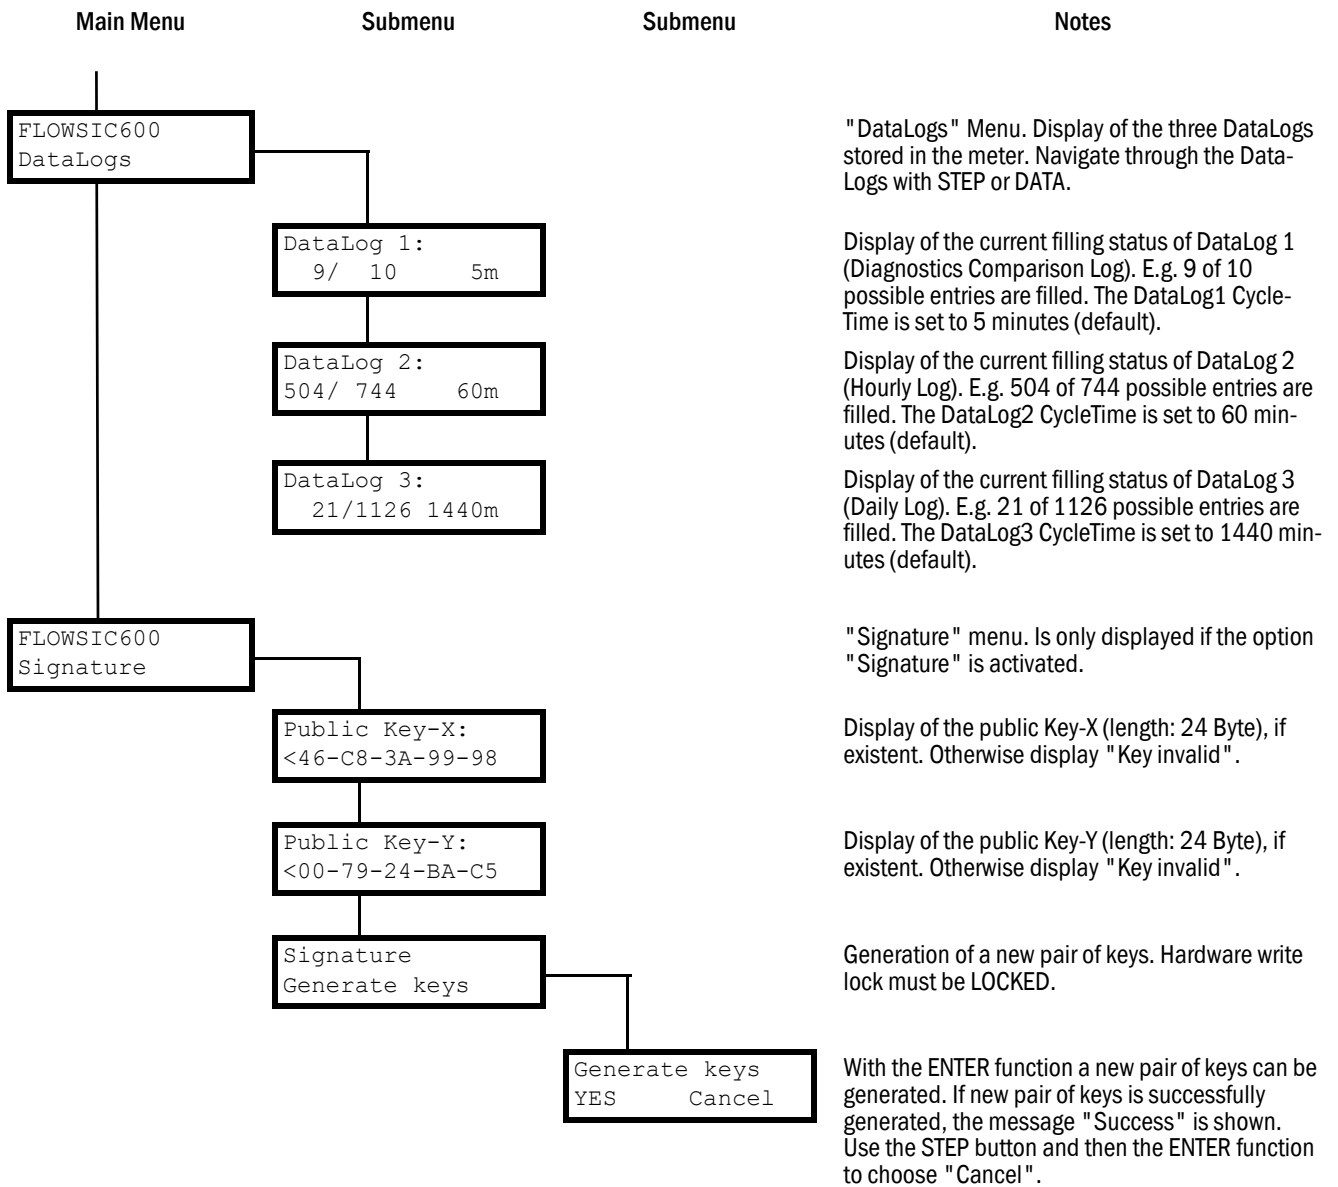 Main Menu Submenu Submenu Notes
FLOWSIC600
DataLogs
"DataLogs" Menu. Display of the three DataLogs
stored in the meter. Navigate through the Data-
Logs with STEP or DATA.
DataLog 1:
9/ 10 5m
Display of the current filling status of DataLog 1
(Diagnostics Comparison Log). E.g. 9 of 10
possible entries are filled. The DataLog1 Cycle-
Time is set to 5 minutes (default).
DataLog 2:
504/ 744 60m
Display of the current filling status of DataLog 2
(Hourly Log). E.g. 504 of 744 possible entries are
filled. The DataLog2 CycleTime is set to 60 min-
utes (default).
DataLog 3:
21/1126 1440m
Display of the current filling status of DataLog 3
(Daily Log). E.g. 21 of 1126 possible entries are
filled. The DataLog3 CycleTime is set to 1440 min-
utes (default).
FLOWSIC600
Signature
"Signature" menu. Is only displayed if the option
"Signature" is activated.
Public Key-X:
<46-C8-3A-99-98
Display of the public Key-X (length: 24 Byte), if
existent. Otherwise display "Key invalid".
Public Key-Y:
<00-79-24-BA-C5
Display of the public Key-Y (length: 24 Byte), if
existent. Otherwise display "Key invalid".
Signature
Generate keys
Generation of a new pair of keys. Hardware write
lock must be LOCKED.
Generate keys
YES Cancel
With the ENTER function a new pair of keys can be
generated. If new pair of keys is successfully
generated, the message "Success" is shown.
Use the STEP button and then the ENTER function
to choose "Cancel".